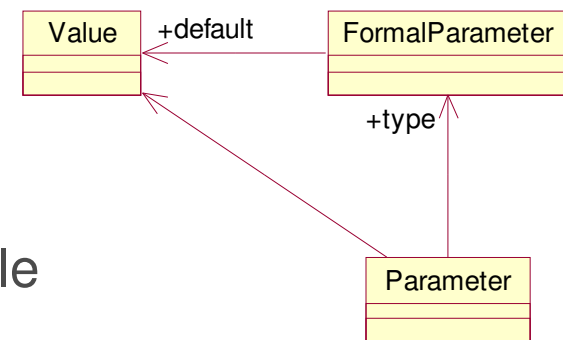 Value
+default
FormalParameter
+type
le
Parameter